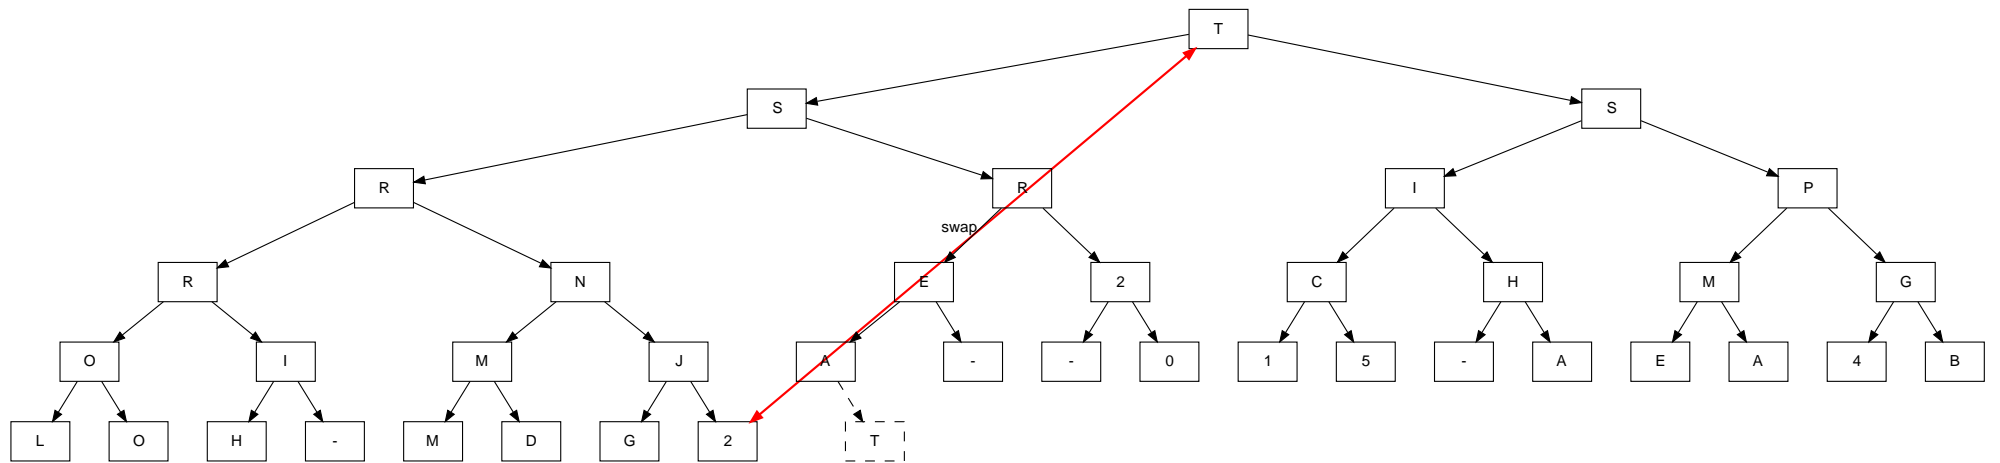 T
S S
R R I P
swap
R N E 2 C H M G
O I M J A - - 0 1 5 - A E A 4 B
L O H - M D G 2 T